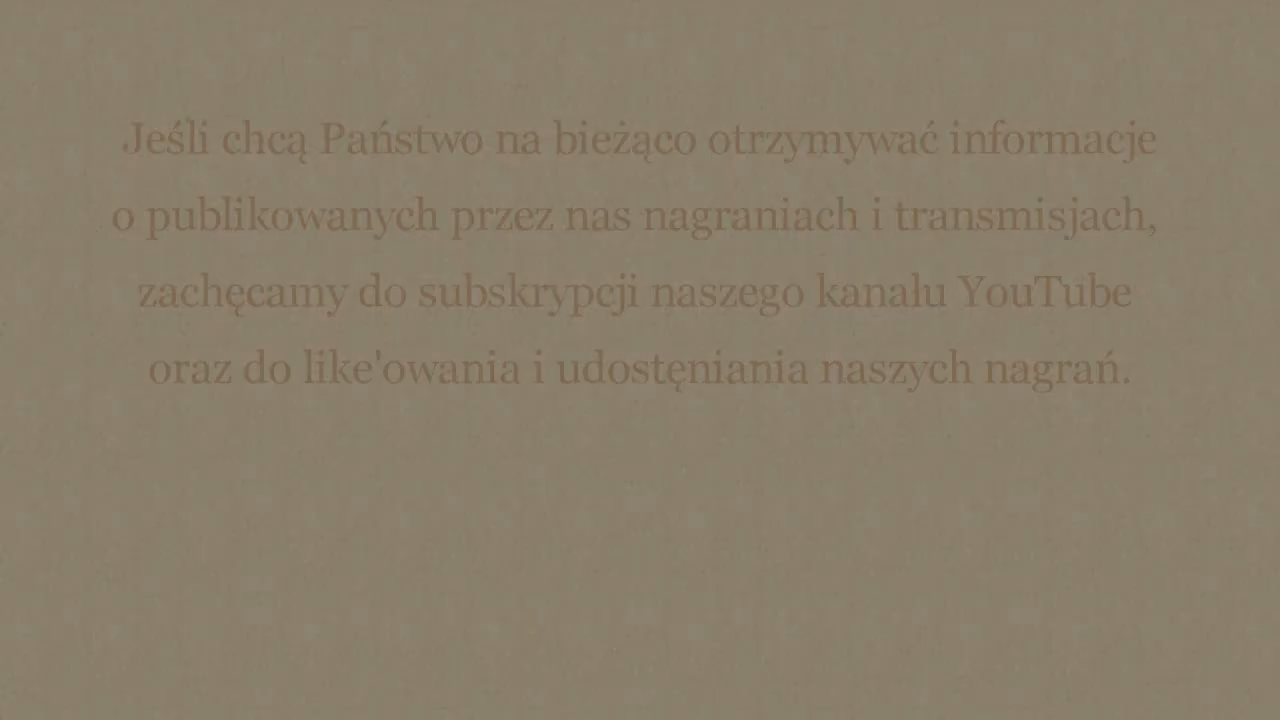 Jeśli chcą Państwo na bieżąco otrzymywać informacje
o publikowanych przez nas nagraniach i transmisjach,
zachęcamy do subskrypcji naszego kanału YouTube
oraz do like'owania i udostęniania naszych nagrań.